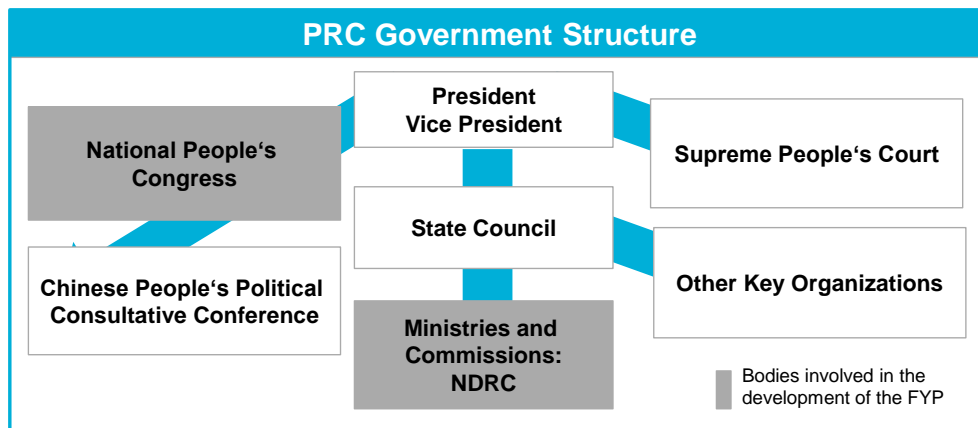 PRC Government Structure
President
Vice President
National People‘s
Congress
Supreme People‘s Court
State Council
Chinese People‘s Political
Consultative Conference
Other Key Organizations
Ministries and
Commissions:
NDRC
Bodies involved in the
development of the FYP